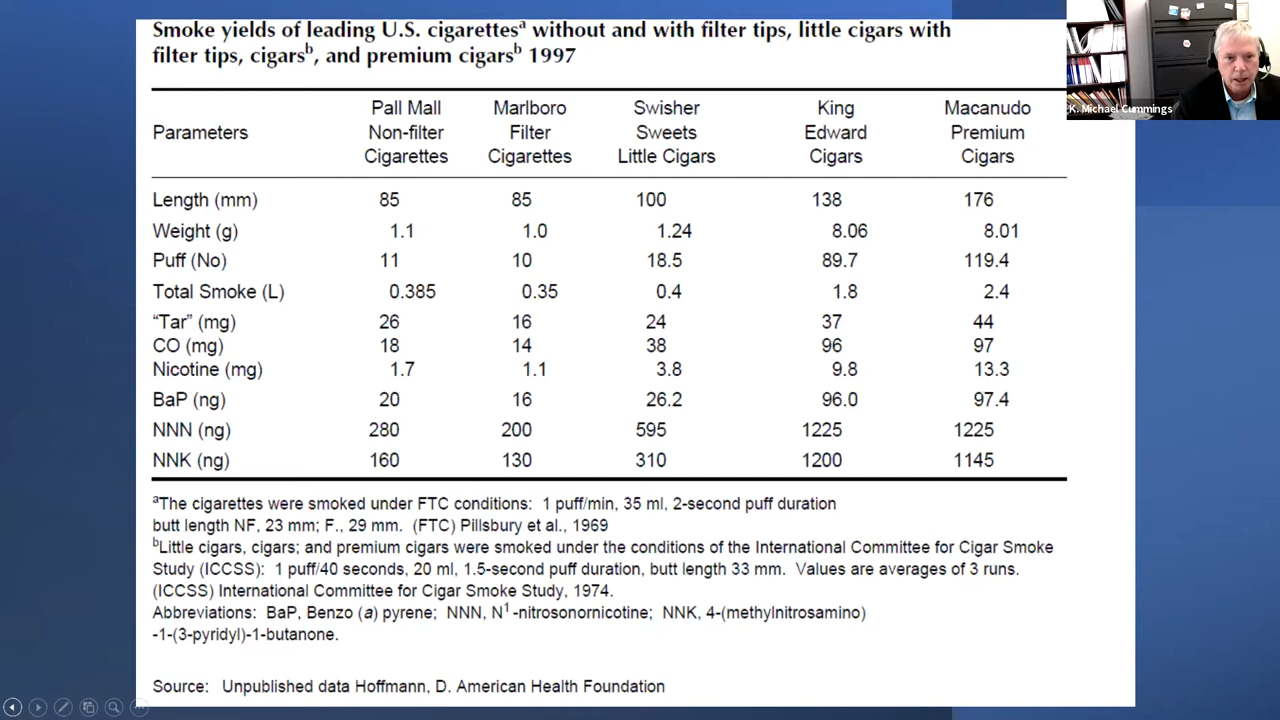 Smoke yields of leading U.S. cigarettesa without and with filter tips, little cigars with
filter tips, cigarsb, and premium cigarsb 1997
K. Michael Cummings
Parameters Pall Mall Non-filter Cigarettes Marlboro Filter Cigarettes Swisher Sweets Little Cigars King Edward Cigars Macanudo Premium Cigars
Length (mm) 85 85 100 138 176
Weight (g) 1.1 1.0 1.24 8.06 8.01
Puff (No) 11 10 18.5 89.7 119.4
Total Smoke (L) 0.385 0.35 0.4 1.8 2.4
“Tar” (mg) 26 16 24 37 44
CO (mg) 18 14 38 96 97
Nicotine (mg) 1.7 1.1 3.8 9.8 13.3
BaP (ng) 20 16 26.2 96.0 97.4
NNN (ng) 280 200 595 1225 1225
NNK (ng) 160 130 310 1200 1145
aThe cigarettes were smoked under FTC conditions: 1 puff/min, 35 ml, 2-second puff duration
butt length NF, 23 mm; F., 29 mm. (FTC) Pillsbury et al., 1969
bLittle cigars, cigars; and premium cigars were smoked under the conditions of the International Committee for Cigar Smoke
Study (ICCSS): 1 puff/40 seconds, 20 ml, 1.5-second puff duration, butt length 33 mm. Values are averages of 3 runs.
(ICCSS) International Committee for Cigar Smoke Study, 1974.
Abbreviations: BaP, Benzo (a) pyrene; NNN, N1-nitrosonornicotine; NNK, 4-(methylnitrosamino)
-1-(3-pyridyl)-1-butanone.
Source: Unpublished data Hoffmann, D. American Health Foundation